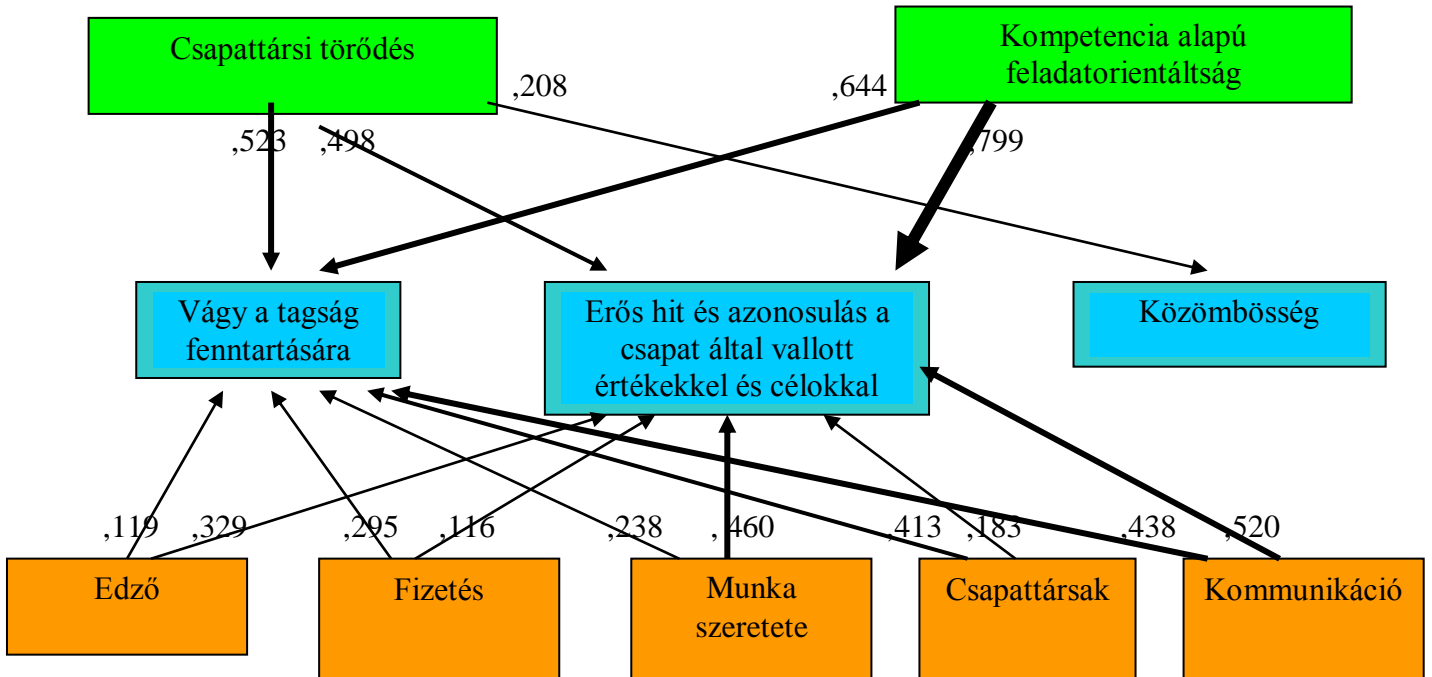 Csapattársi törődés
Kompetencia alapú
feladatorientáltság
,208
,644
,523
,498
,799
Vágy a tagság
fenntartására
Erős hit és azonosulás a
csapat által vallott
értékekkel és célokkal
Közömbösség
,119
,329
,295
,116
,238
, 460
,413
,183
,438
,520
Edző
Fizetés
Munka
szeretete
Csapattársak
Kommunikáció